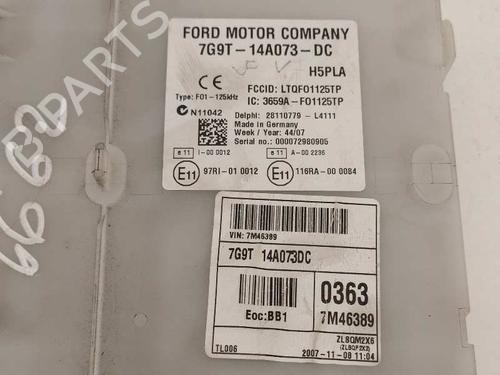 FORD MOTOR COMPANY
7G9T-14A073-DC
H5PLA
CE
Type: F01-125kHz
FCCID: LTQF01125TP
IC: 3659A-F01125TP
N11042
Delphi: 28110779 - L4111
Made in Germany
Week / Year: 44/07
Serial no.: 000072980905
e 11 I-00 0012
e 11 A-00 2236
E11 97RI-01 0012
E11 116RA-00 0084
VIN: 7M46389
7G9T 14A073DC
0363
Eoc:BB1
7M46389
ZL8QM2X6
(ZL8QP2X2)
TL006
2007-11-08 11:04